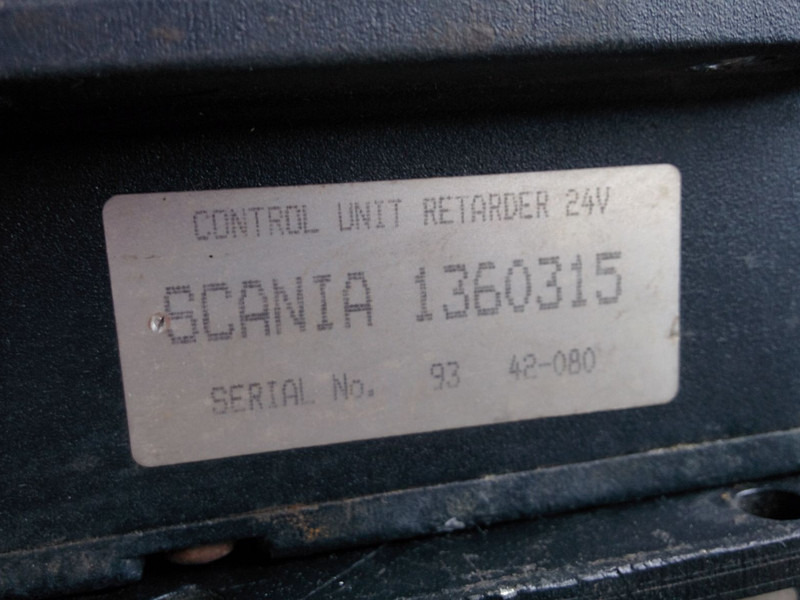 CONTROL UNIT RETARDER 24V
SCANIA 1360315
SERIAL No. 93 42-080